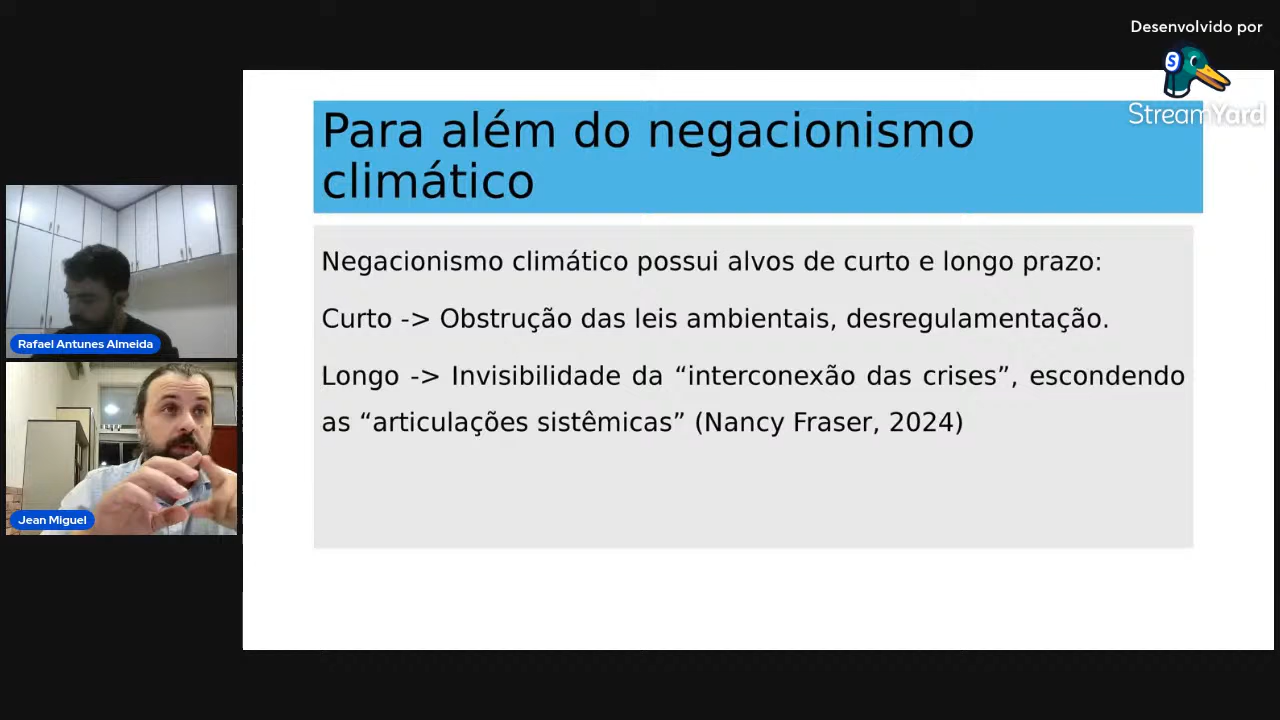 Desenvolvido por
StreamYard
Para além do negacionismo
climático
Negacionismo climático possui alvos de curto e longo prazo:
Curto -> Obstrução das leis ambientais, desregulamentação.
Longo -> Invisibilidade da “interconexão das crises”, escondendo
as “articulações sistêmicas” (Nancy Fraser, 2024)
Rafael Antunes Almeida
Jean Miguel